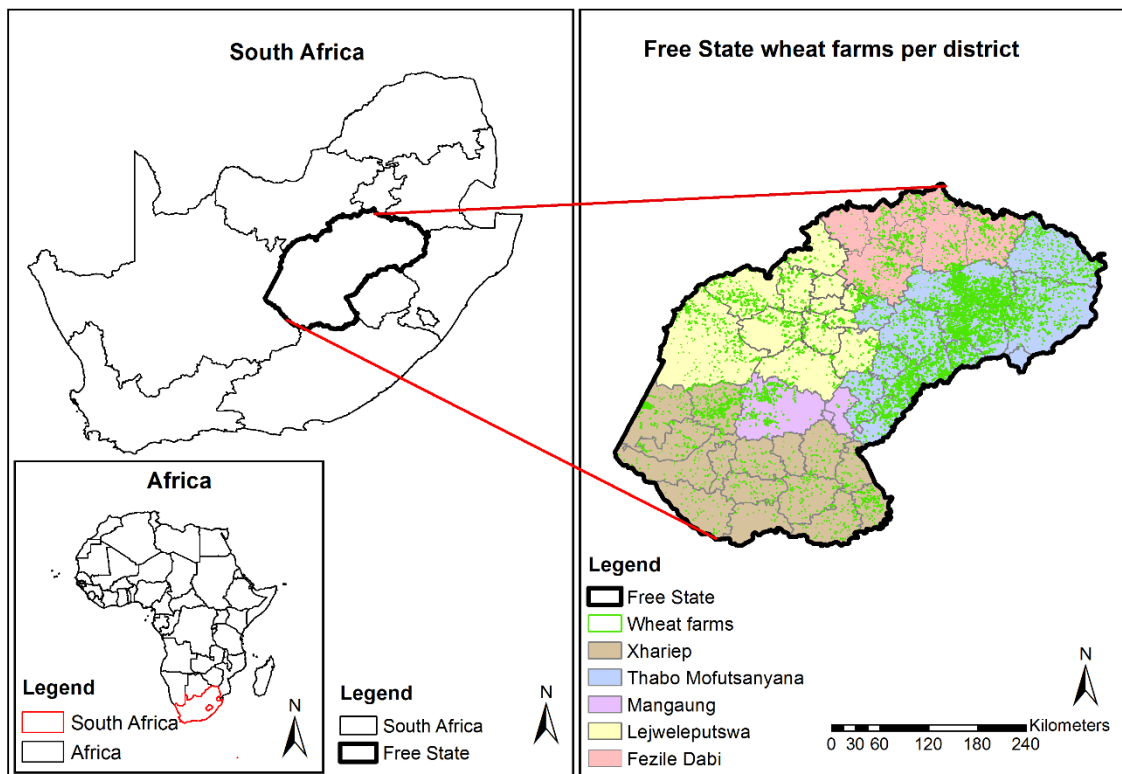 South Africa
Free State wheat farms per district
Africa
Legend
South Africa
Africa
N
Legend
South Africa
Free State
N
Legend
Free State
Wheat farms
Xhariep
Thabo Mofutsanyana
Mangaung
Lejweleputswa
Fezile Dabi
N
Kilometers
0 30 60 120 180 240